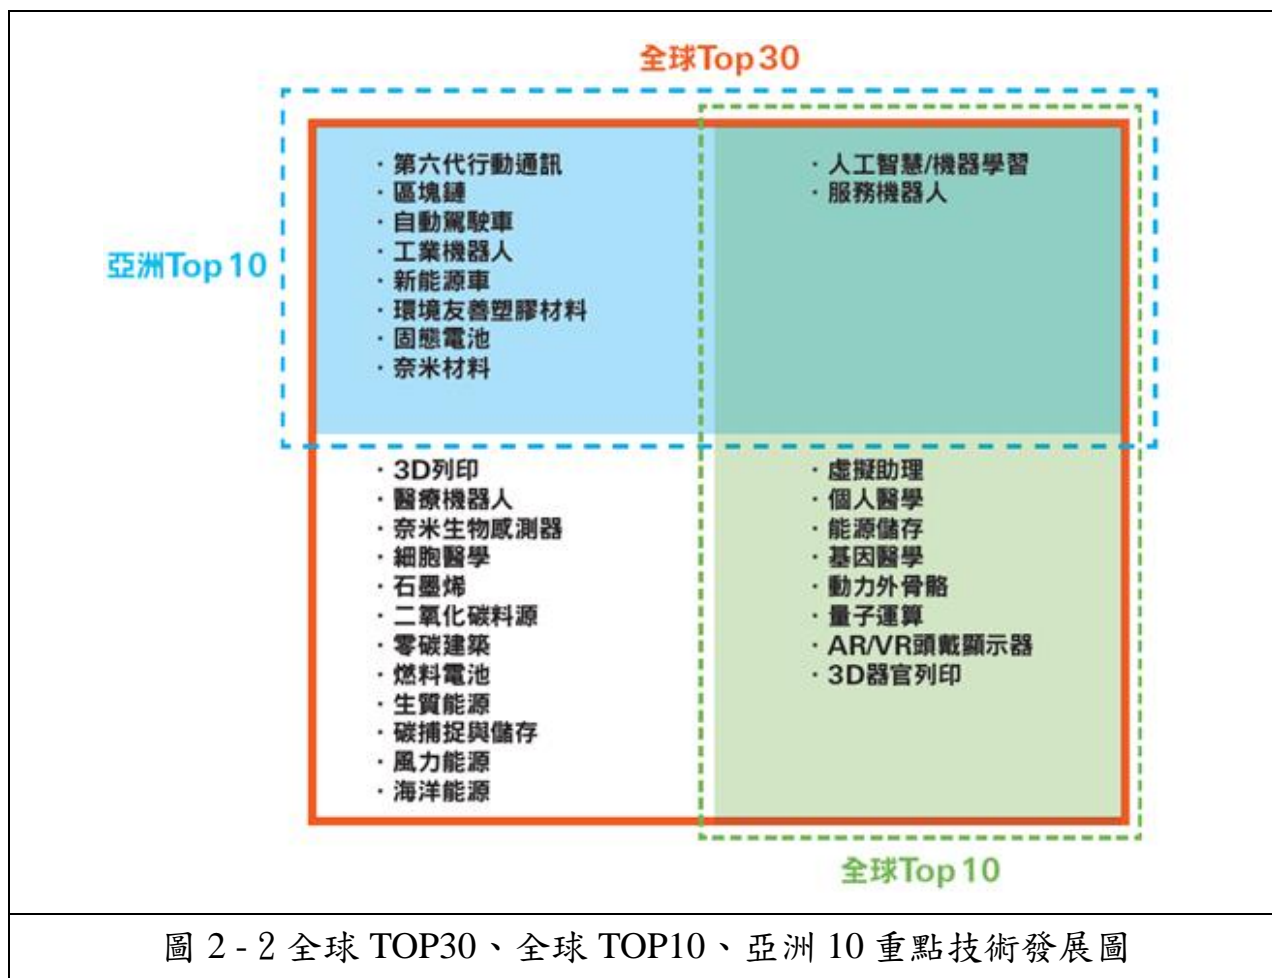 全球Top30
亞洲Top10
・第六代行動通訊
・區塊鏈
・自動駕駛車
・工業機器人
・新能源車
・環境友善塑膠材料
・固態電池
・奈米材料
・人工智慧/機器學習
・服務機器人
・3D列印
・醫療機器人
・奈米生物感測器
・細胞醫學
・石墨烯
・二氧化碳料源
・零碳建築
・燃料電池
・生質能源
・碳捕捉與儲存
・風力能源
・海洋能源
・虛擬助理
・個人醫學
・能源儲存
・基因醫學
・動力外骨骼
・量子運算
・AR/VR頭戴顯示器
・3D器官列印
全球Top10
圖 2 - 2 全球 TOP30、全球 TOP10、亞洲 10 重點技術發展圖